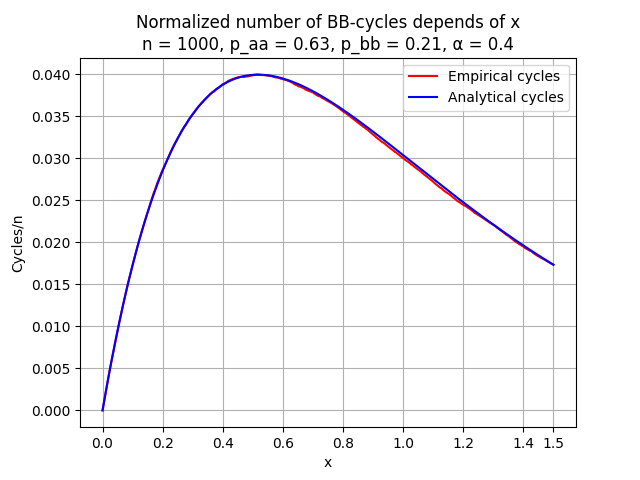 Normalized number of BB-cycles depends of x
n = 1000, p_aa = 0.63, p_bb = 0.21, α = 0.4
Empirical cycles
Analytical cycles
Cycles/n
0.040
0.035
0.030
0.025
0.020
0.015
0.010
0.005
0.000
0.0 0.2 0.4 0.6 0.8 1.0 1.2 1.4 1.5
x